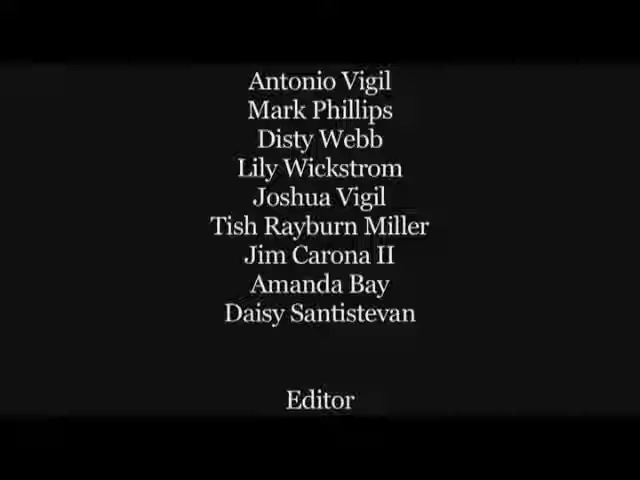 Antonio Vigil
Mark Phillips
Disty Webb
Lily Wickstrom
Joshua Vigil
Tish Rayburn Miller
Jim Carona II
Amanda Bay
Daisy Santistevan
Editor